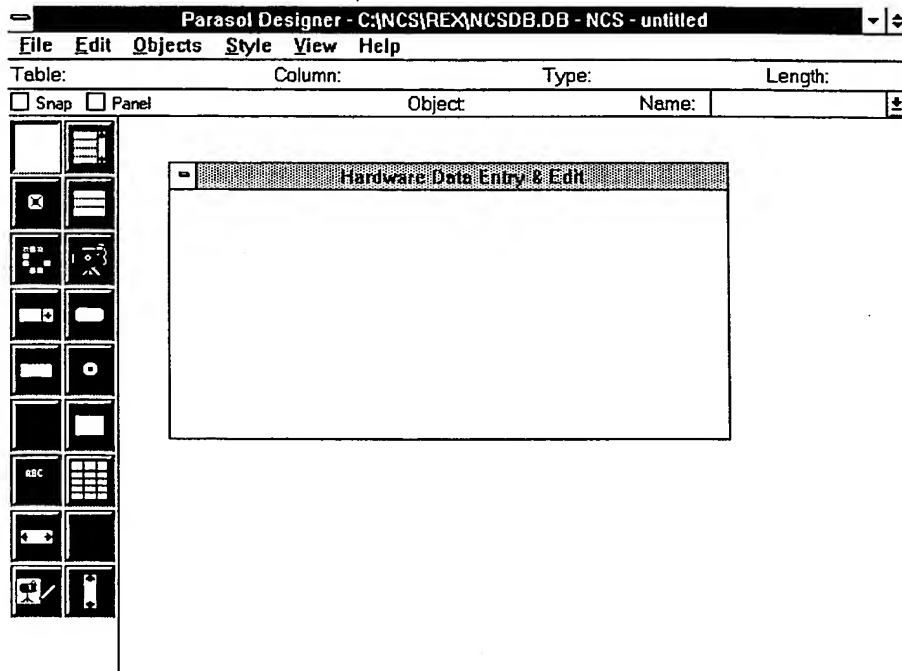 Parasol Designer - C:\NCS\REX\NCSDB.DB - NCS - untitled
File Edit Objects Style View Help
Table: Column: Type: Length:
Snap Panel Object: Name:
Hardware Data Entry & Edit
ABC